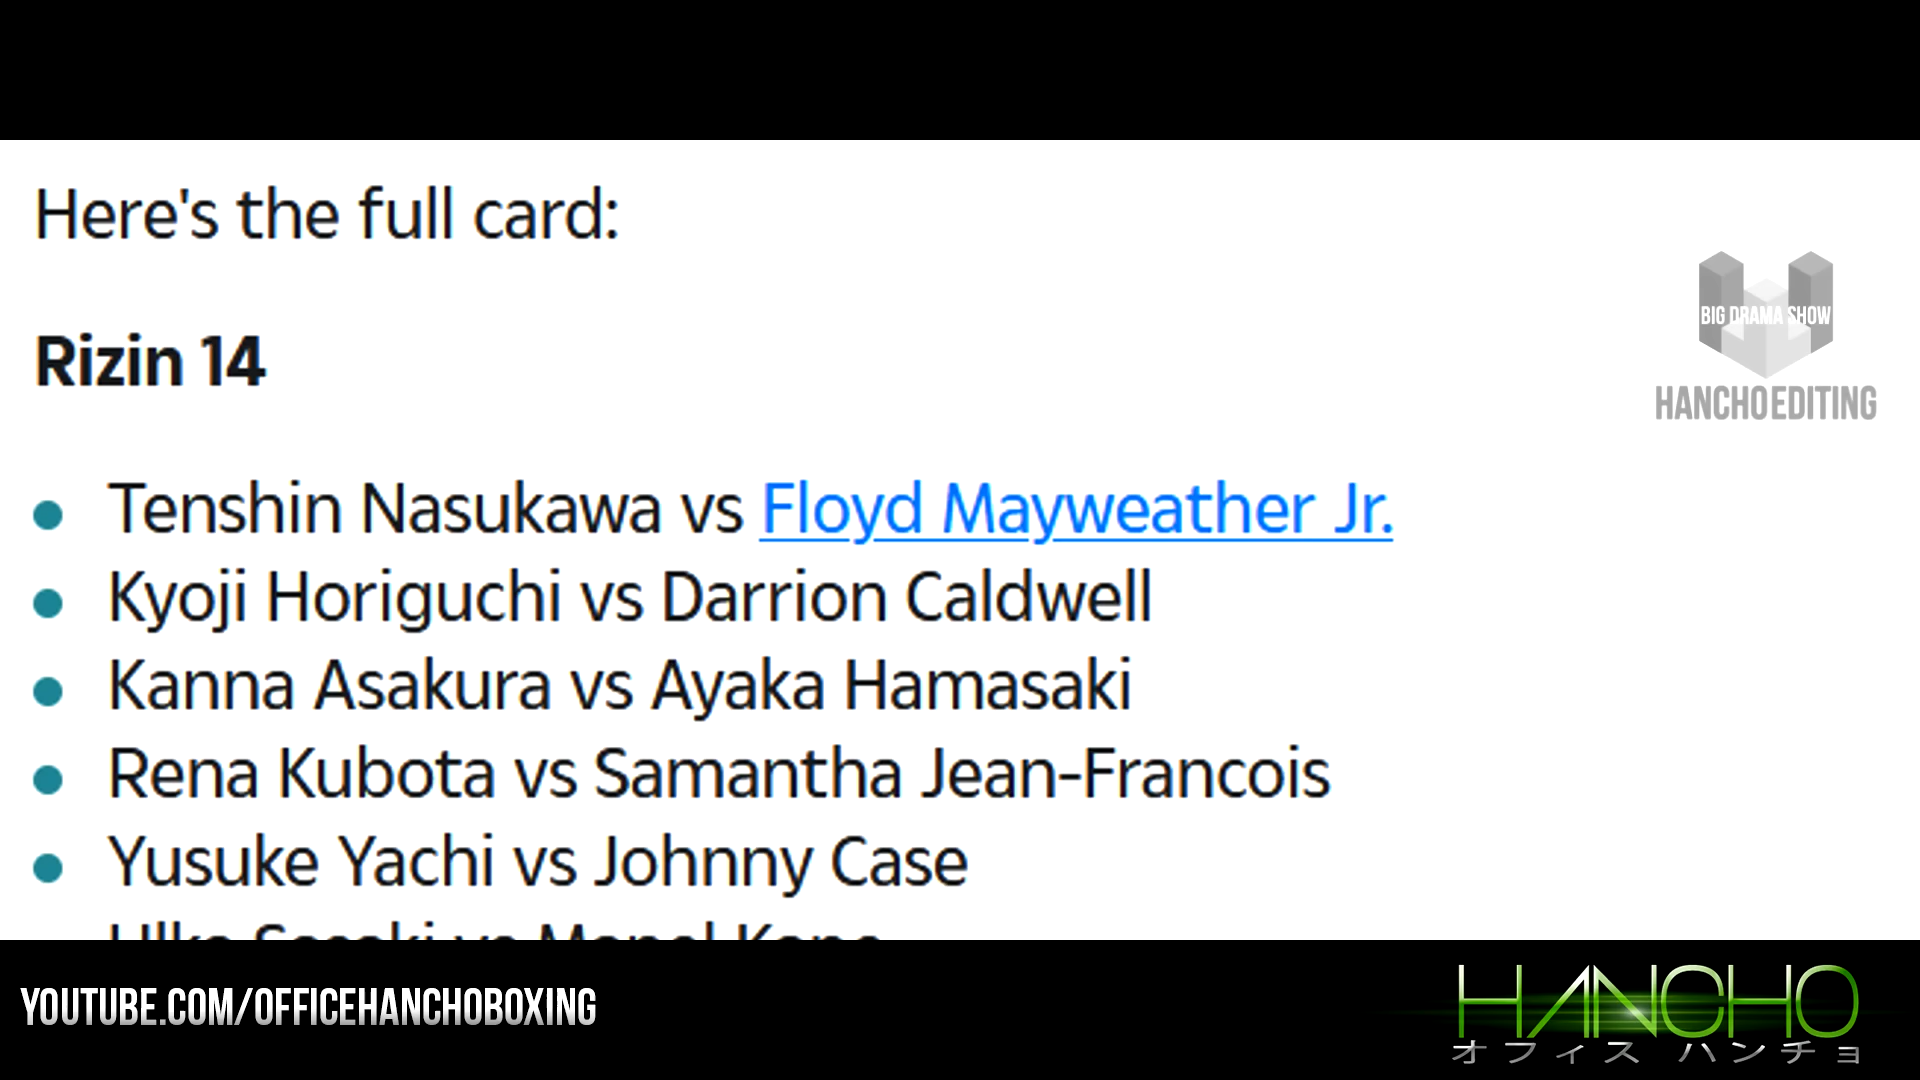 Here's the full card:
Rizin 14
BIG DRAMA SHOW
HANCHOEDITING
Tenshin Nasukawa vs Floyd Mayweather Jr.
Kyoji Horiguchi vs Darrion Caldwell
Kanna Asakura vs Ayaka Hamasaki
Rena Kubota vs Samantha Jean-Francois
Yusuke Yachi vs Johnny Case
YOUTUBE.COM/OFFICEHANCHOBOXING
HANCHO
オフィス ハンチョ